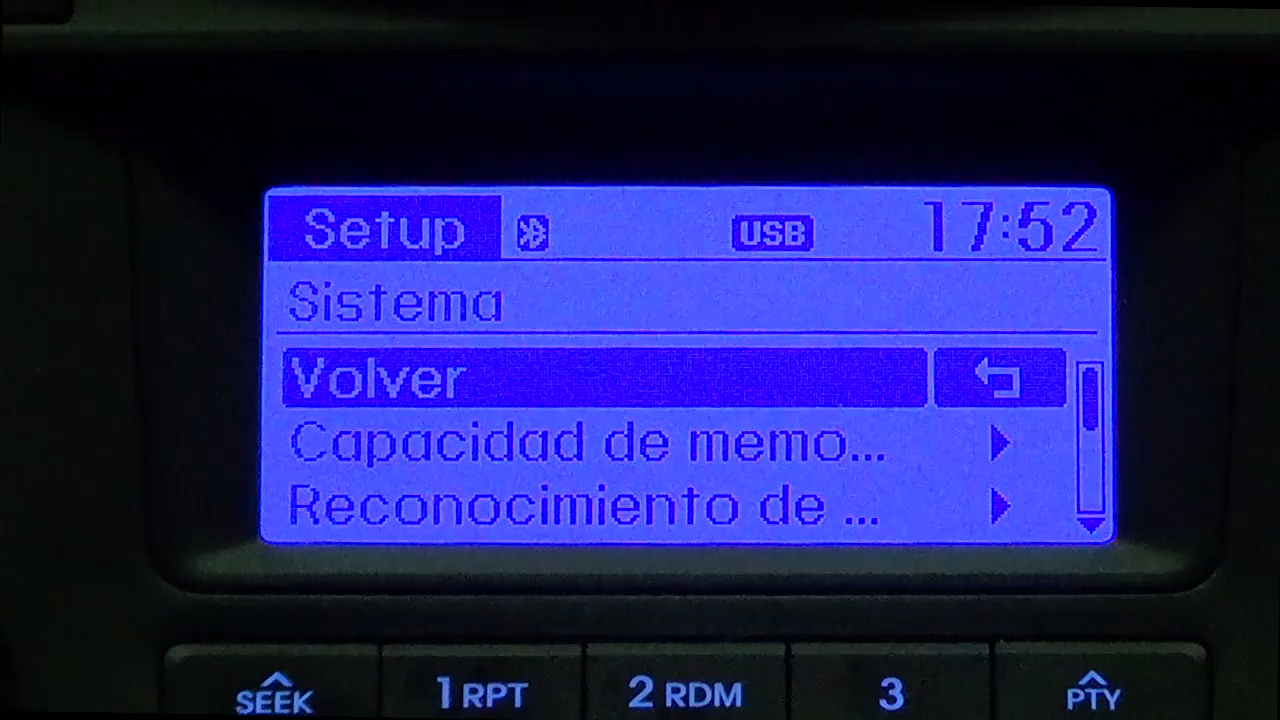 Setup USB 17:52
Sistema
Volver
Capacidad de memo...
Reconocimiento de ...
SEEK 1 RPT 2 RDM 3 PTY